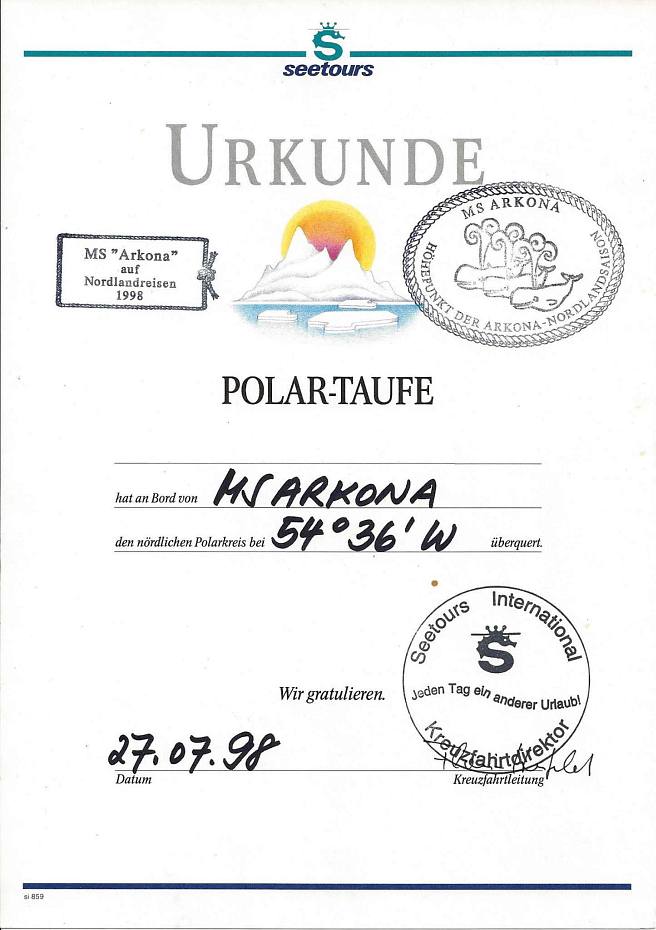 seetours
URKUNDE
MS "Arkona"
auf
Nordlandreisen
1998
MS ARKONA
HÖHEPUNKT DER ARKONA-NORDLANDSAISON
POLAR-TAUFE
hat an Bord von MS ARKONA
den nördlichen Polarkreis bei 54° 36' W überquert.
Seetours International
Jeden Tag ein anderer Urlaub!
Kreuzfahrtdirektor
Wir gratulieren.
27.07.98
Datum
Kreuzfahrtleitung
si 859